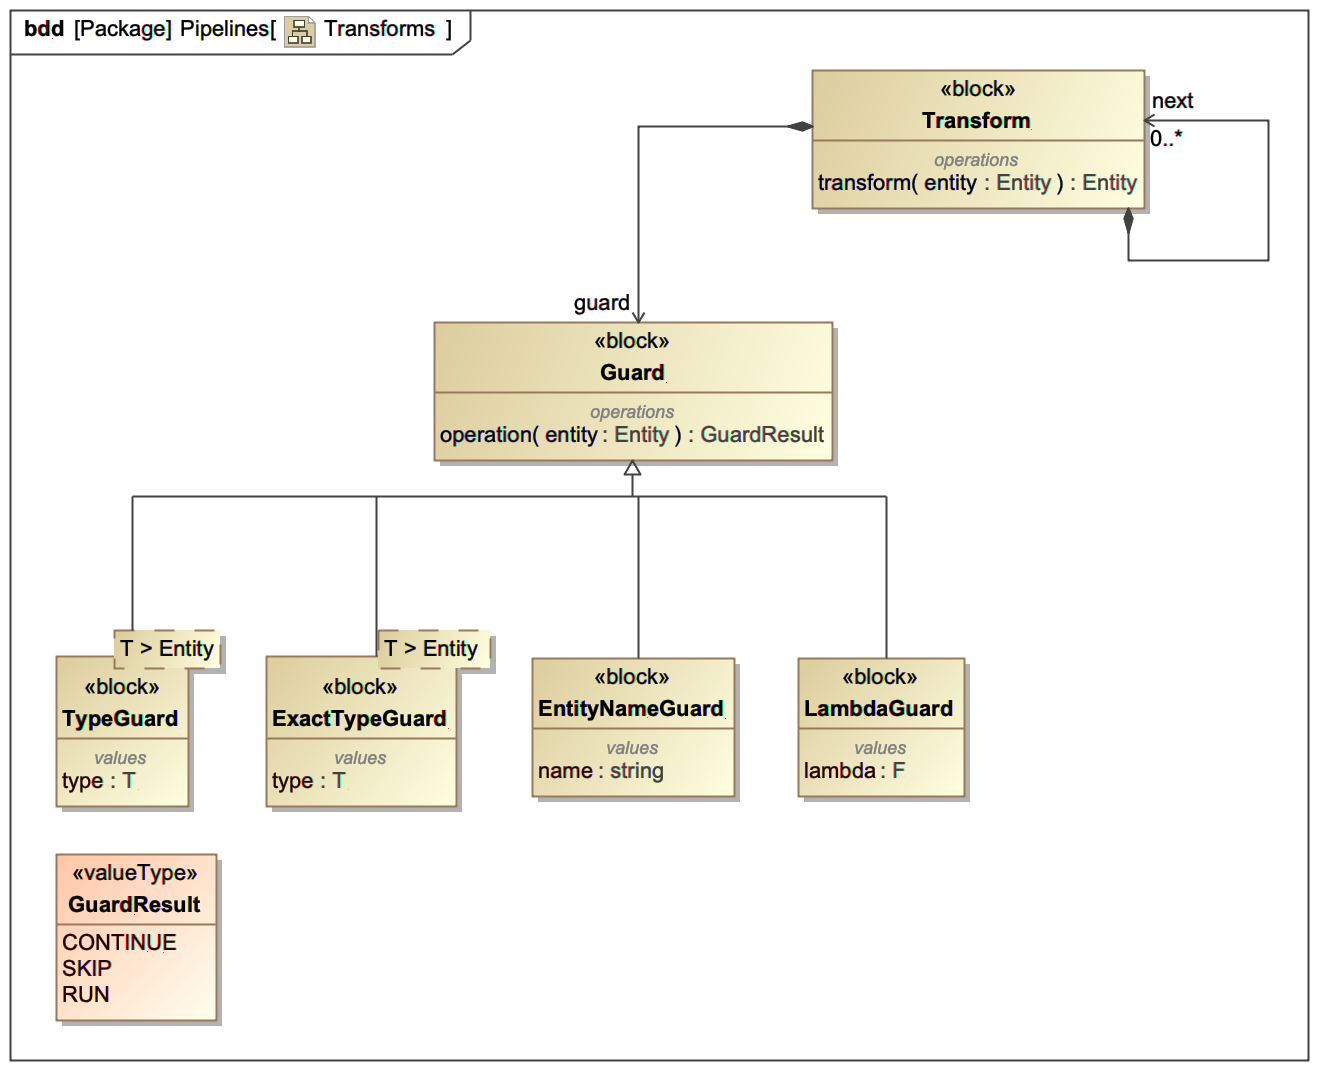 bdd [Package] Pipelines[ Transforms ]
«block»
Transform
operations
transform( entity : Entity ) : Entity
next
0..*
guard
«block»
Guard
operations
operation( entity : Entity ) : GuardResult
T > Entity
«block»
TypeGuard
values
type : T
T > Entity
«block»
ExactTypeGuard
values
type : T
«block»
EntityNameGuard
values
name : string
«block»
LambdaGuard
values
lambda : F
«valueType»
GuardResult
CONTINUE
SKIP
RUN